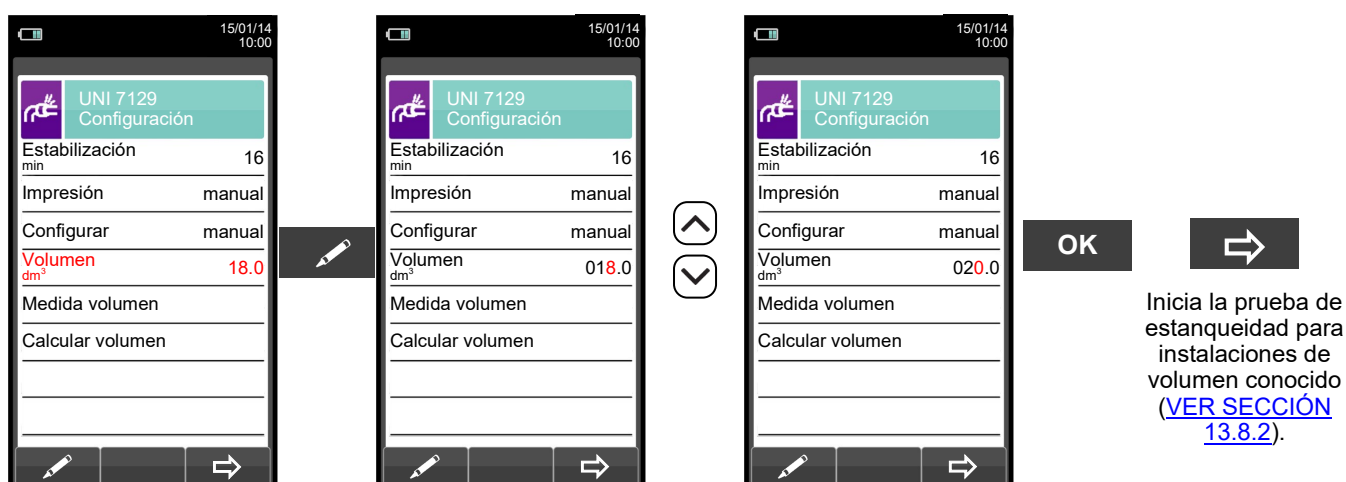 15/01/14
10:00
UNI 7129
Configuración
Estabilización
min
16
Impresión
manual
Configurar
manual
Volumen
dm³
18.0
Medida volumen
Calcular volumen
15/01/14
10:00
UNI 7129
Configuración
Estabilización
min
16
Impresión
manual
Configurar
manual
Volumen
dm³
018.0
Medida volumen
Calcular volumen
15/01/14
10:00
UNI 7129
Configuración
Estabilización
min
16
Impresión
manual
Configurar
manual
Volumen
dm³
020.0
Medida volumen
Calcular volumen
OK
Inicia la prueba de
estanqueidad para
instalaciones de
volumen conocido
(VER SECCIÓN
13.8.2).